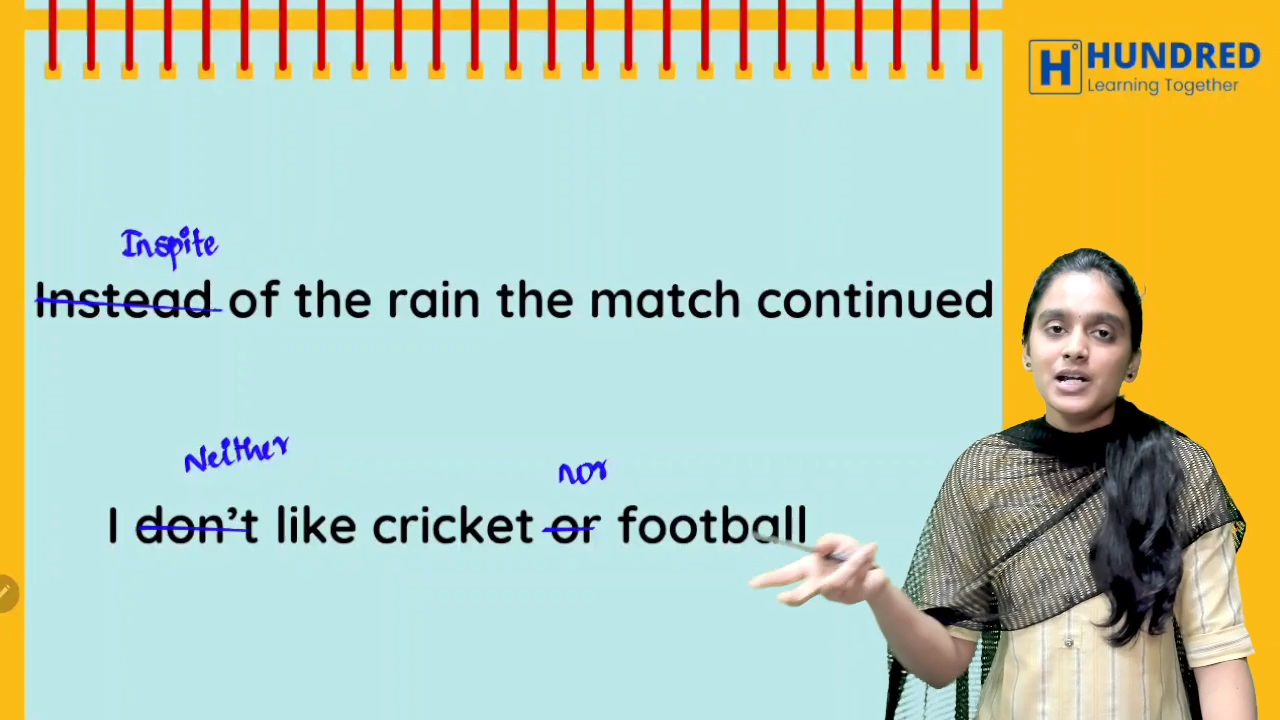 HUNDRED
Learning Together
Inspite
Instead of the rain the match continued
Neither nor
I don't like cricket or football